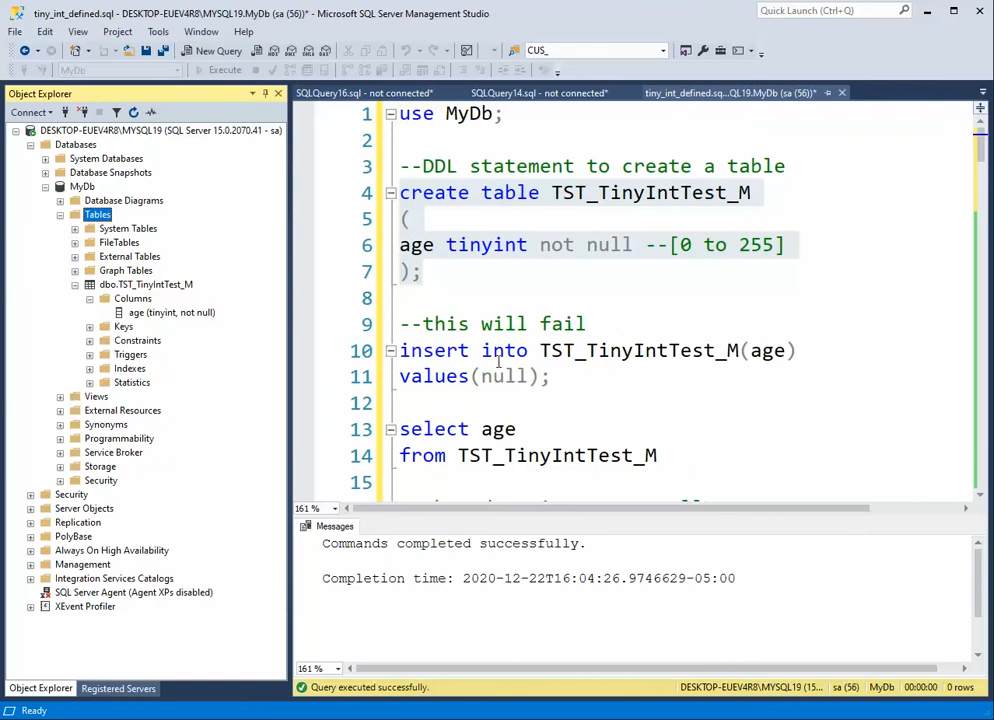 tiny_int_defined.sql - DESKTOP-EUEV4R8\MYSQL19.MyDb (sa (56))* - Microsoft SQL Server Management Studio
Quick Launch (Ctrl+Q)
File Edit View Project Tools Window Help
New Query CUS_
MyDb Execute
Object Explorer
Connect
DESKTOP-EUEV4R8\MYSQL19 (SQL Server 15.0.2070.41 - sa)
Databases
System Databases
Database Snapshots
MyDb
Database Diagrams
Tables
System Tables
FileTables
External Tables
Graph Tables
dbo.TST_TinyIntTest_M
Columns
age (tinyint, not null)
Keys
Constraints
Triggers
Indexes
Statistics
Views
External Resources
Synonyms
Programmability
Service Broker
Storage
Security
Security
Server Objects
Replication
PolyBase
Always On High Availability
Management
Integration Services Catalogs
SQL Server Agent (Agent XPs disabled)
XEvent Profiler
Object Explorer Registered Servers
SQLQuery16.sql - not connected* SQLQuery14.sql - not connected* tiny_int_defined.sq...QL19.MyDb (sa (56))*
1 use MyDb;
2
3 --DDL statement to create a table
4 create table TST_TinyIntTest_M
5 (
6 age tinyint not null --[0 to 255]
7 );
8
9 --this will fail
10 insert into TST_TinyIntTest_M(age)
11 values(null);
12
13 select age
14 from TST_TinyIntTest_M
15
161 %
Messages
Commands completed successfully.
Completion time: 2020-12-22T16:04:26.9746629-05:00
161 %
Query executed successfully. DESKTOP-EUEV4R8\MYSQL19 (15... sa (56) MyDb 00:00:00 0 rows
Ready